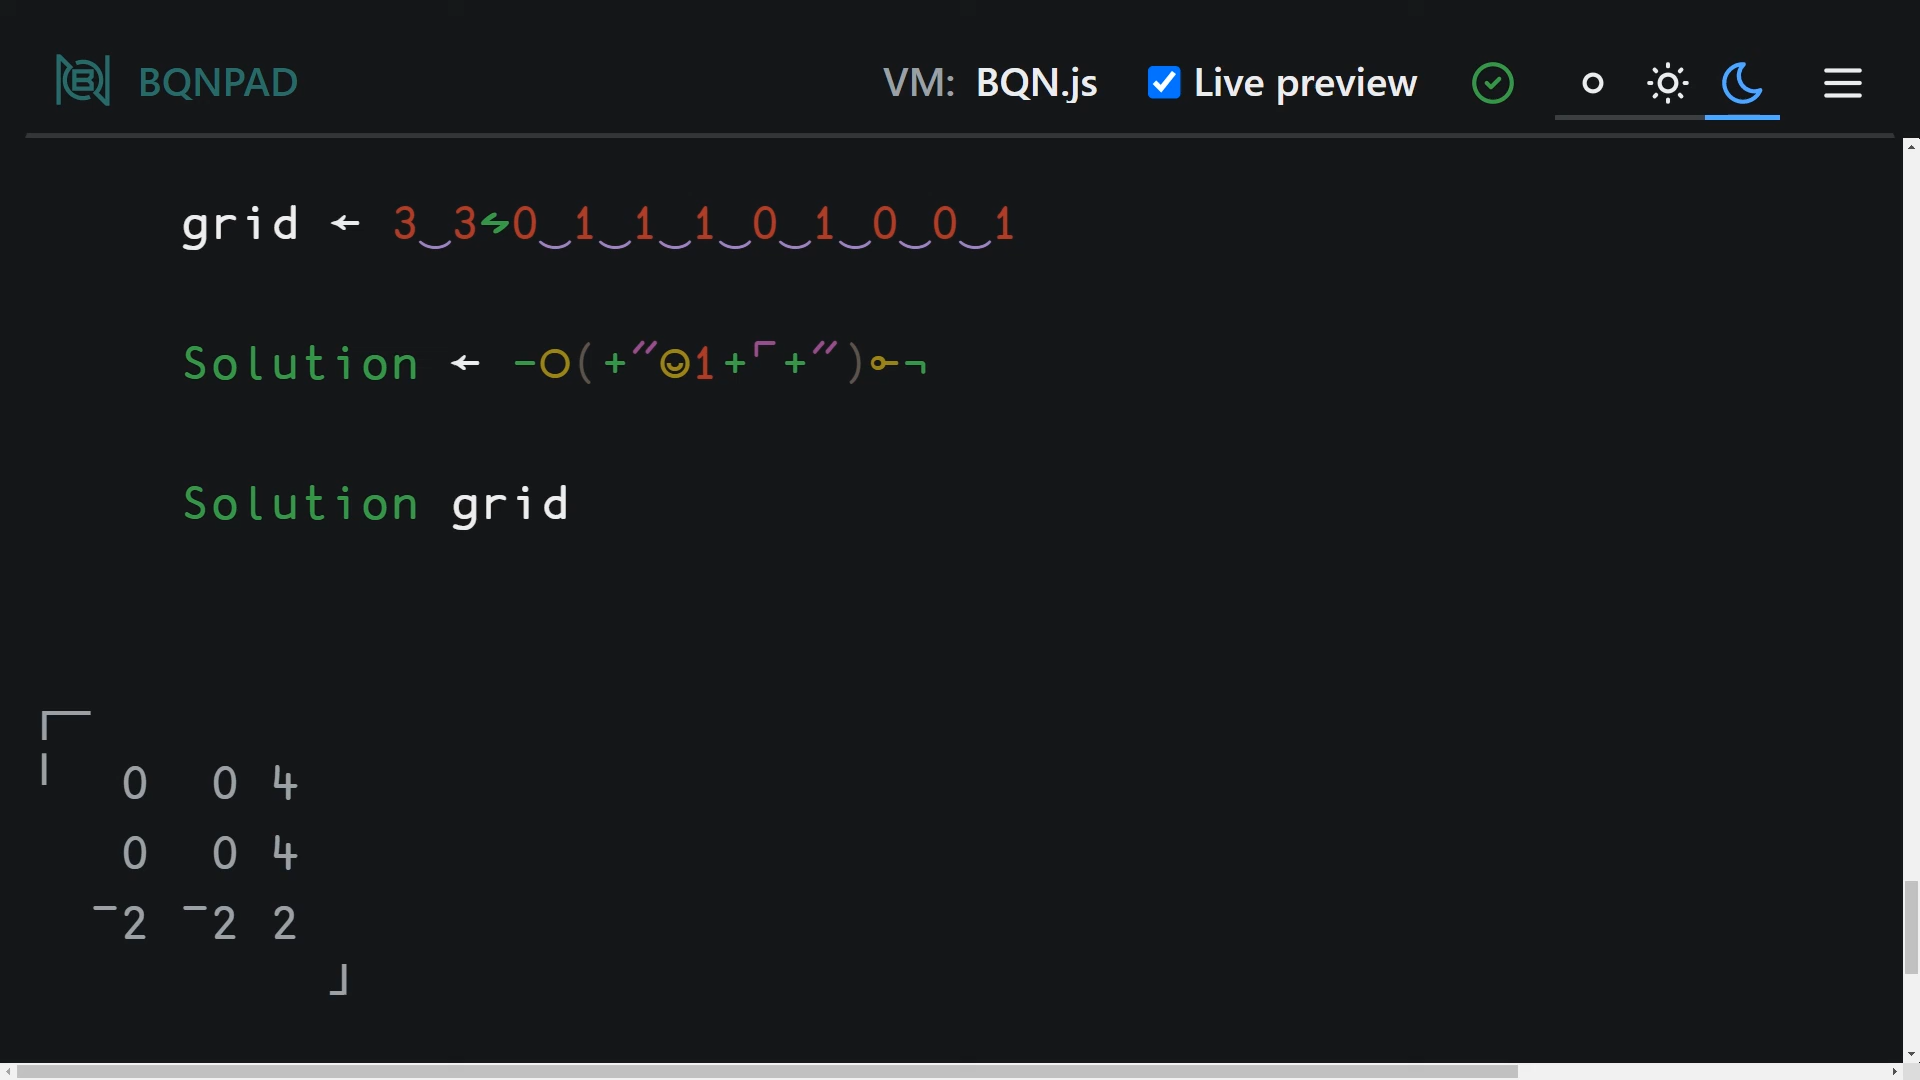 BQNPAD VM: BQN.js Live preview
grid ← 3‿3⥊0‿1‿1‿1‿0‿1‿0‿0‿1
Solution ← -○(+˝⎉1+⌜+˝)⟜¬
Solution grid
┌─
╵  0  0 4
   0  0 4
  ¯2 ¯2 2
          ┘